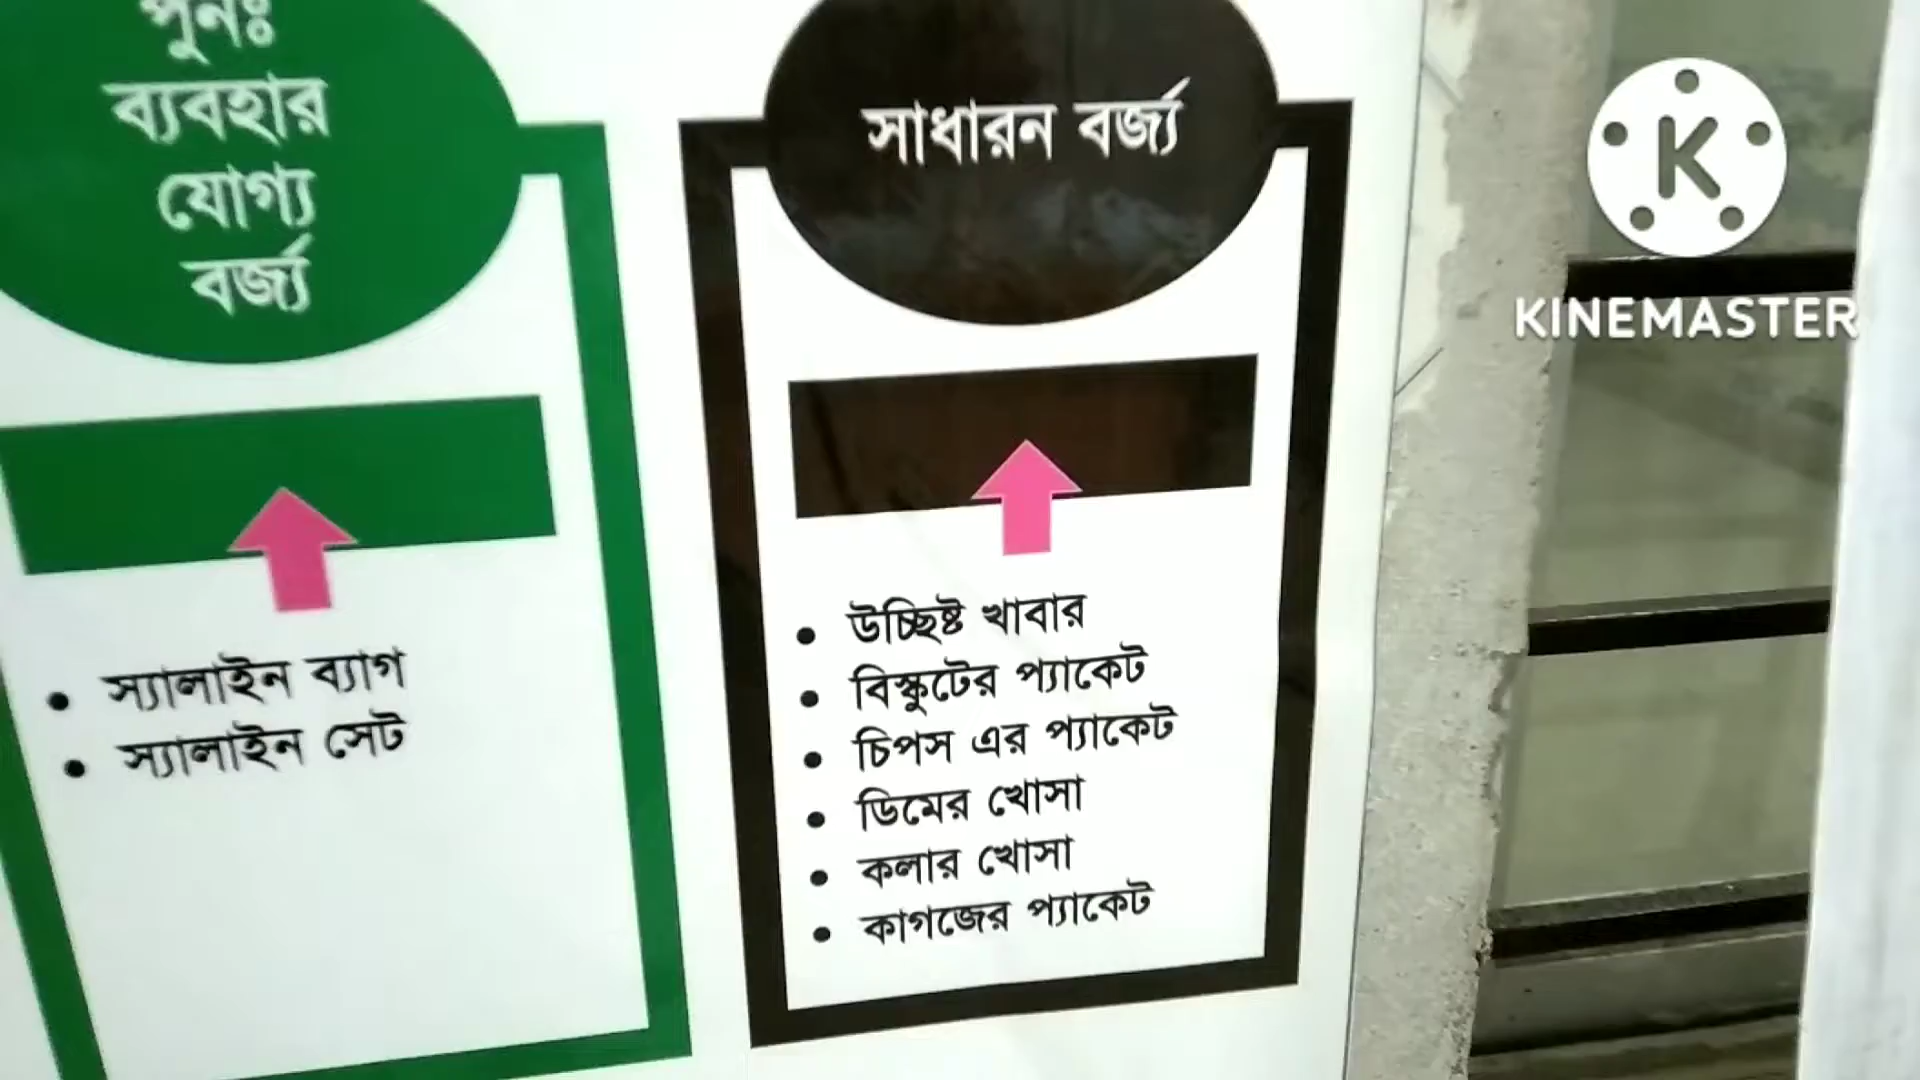 পুনঃ
ব্যবহার
যোগ্য
বর্জ্য
স্যালাইন ব্যাগ
স্যালাইন সেট
সাধারন বর্জ্য
উচ্ছিষ্ট খাবার
বিস্কুটের প্যাকেট
চিপস এর প্যাকেট
ডিমের খোসা
কলার খোসা
কাগজের প্যাকেট
K
KINEMASTER